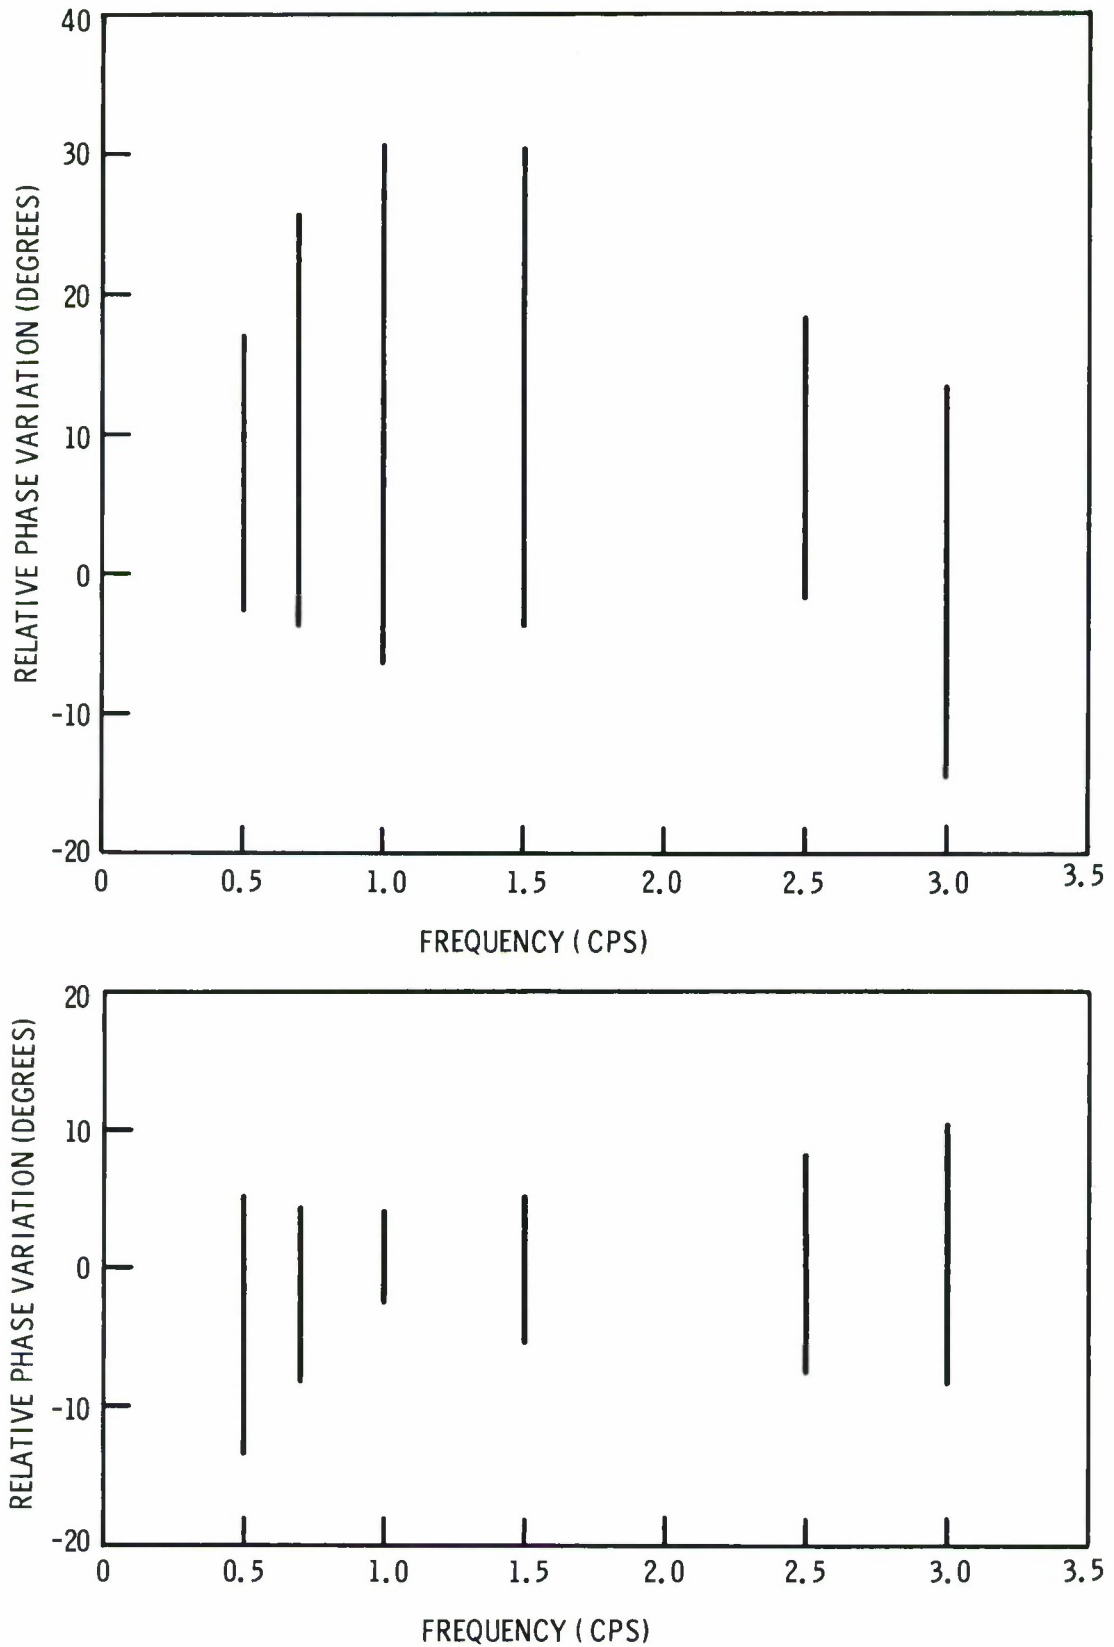 40
30
20
10
0
-10
-20
RELATIVE PHASE VARIATION (DEGREES)
0 0.5 1.0 1.5 2.0 2.5 3.0 3.5
FREQUENCY ( CPS)
20
10
0
-10
-20
RELATIVE PHASE VARIATION (DEGREES)
0 0.5 1.0 1.5 2.0 2.5 3.0 3.5
FREQUENCY ( CPS)